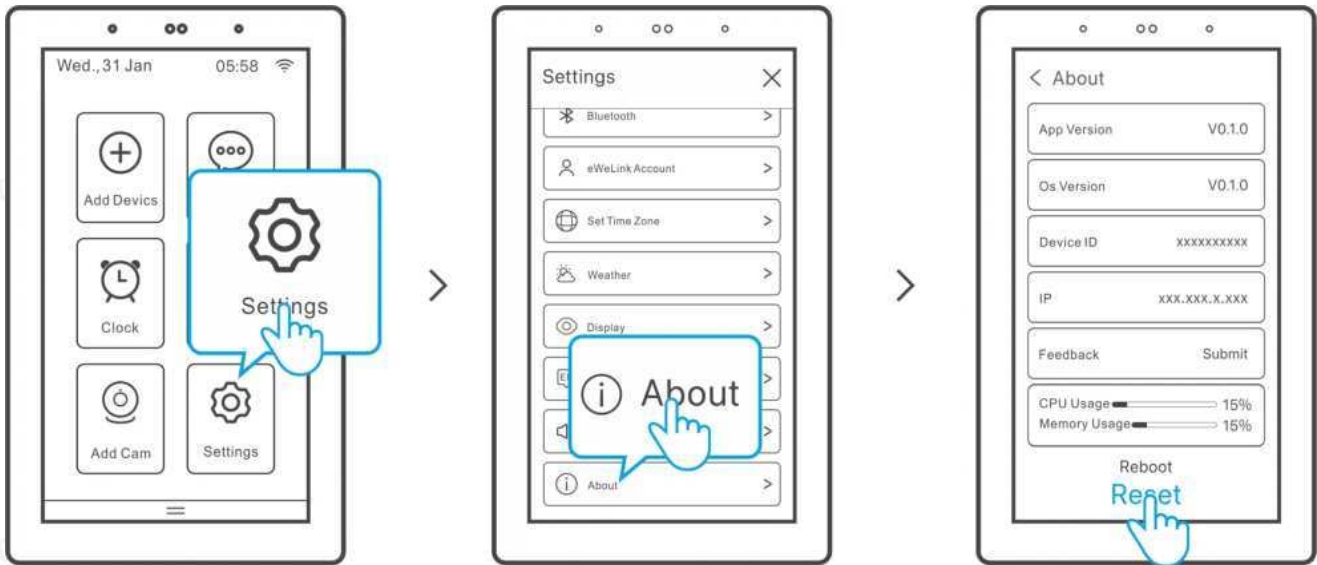 Wed.,31 Jan 05:58
Add Devics
Settings
Clock
Add Cam
Settings
>
Settings
Bluetooth >
eWeLink Account >
Set Time Zone >
Weather >
Display >
>
>
About
About >
>
< About
App Version V0.1.0
Os Version V0.1.0
Device ID xxxxxxxxxx
IP xxx.xxx.x.xxx
Feedback Submit
CPU Usage 15%
Memory Usage 15%
Reboot
Reset